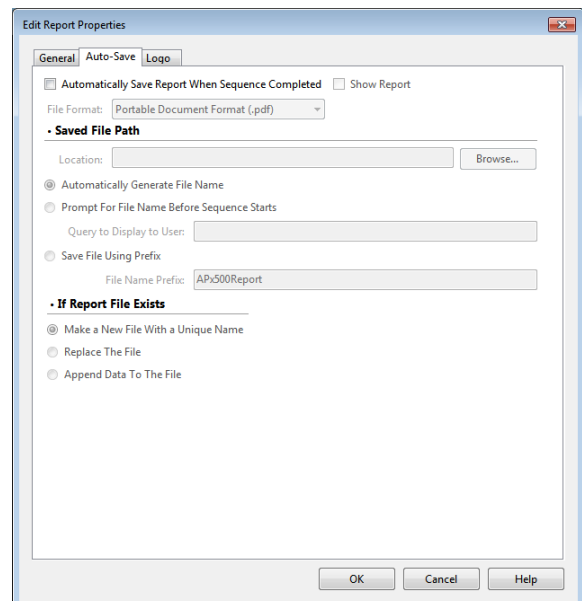 Edit Report Properties
General Auto-Save Logo
Automatically Save Report When Sequence Completed Show Report
File Format: Portable Document Format (.pdf)
• Saved File Path
Location: Browse...
Automatically Generate File Name
Prompt For File Name Before Sequence Starts
Query to Display to User:
Save File Using Prefix
File Name Prefix: APx500Report
• If Report File Exists
Make a New File With a Unique Name
Replace The File
Append Data To The File
OK Cancel Help